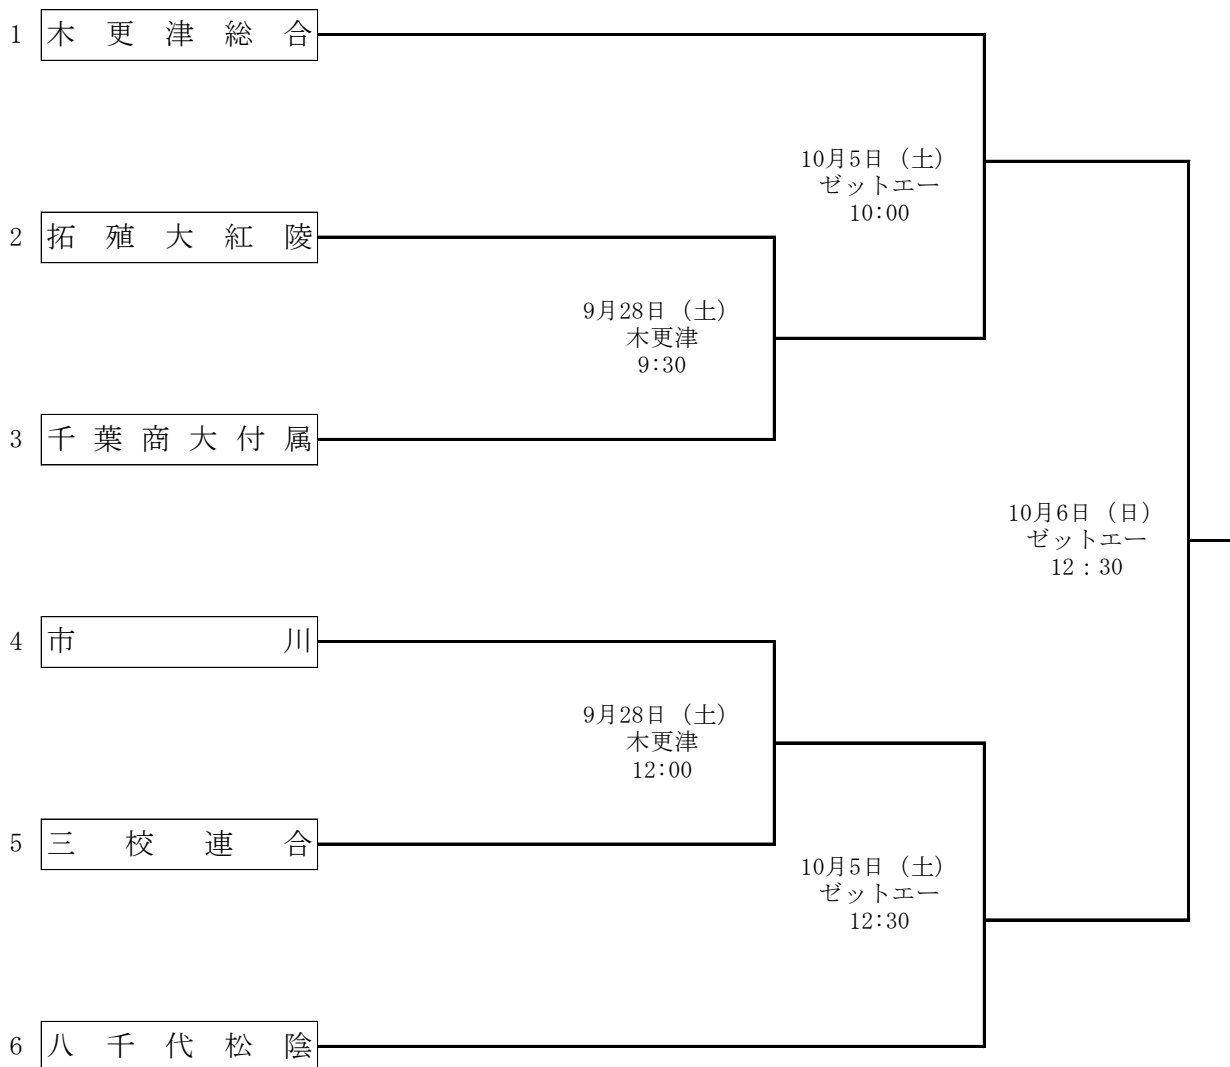 1 木更津総合
10月5日（土）
ゼットエー
10:00
2 拓殖大紅陵
9月28日（土）
木更津
9:30
3 千葉商大付属
10月6日（日）
ゼットエー
12：30
4 市川
9月28日（土）
木更津
12:00
5 三校連合
10月5日（土）
ゼットエー
12:30
6 八千代松陰